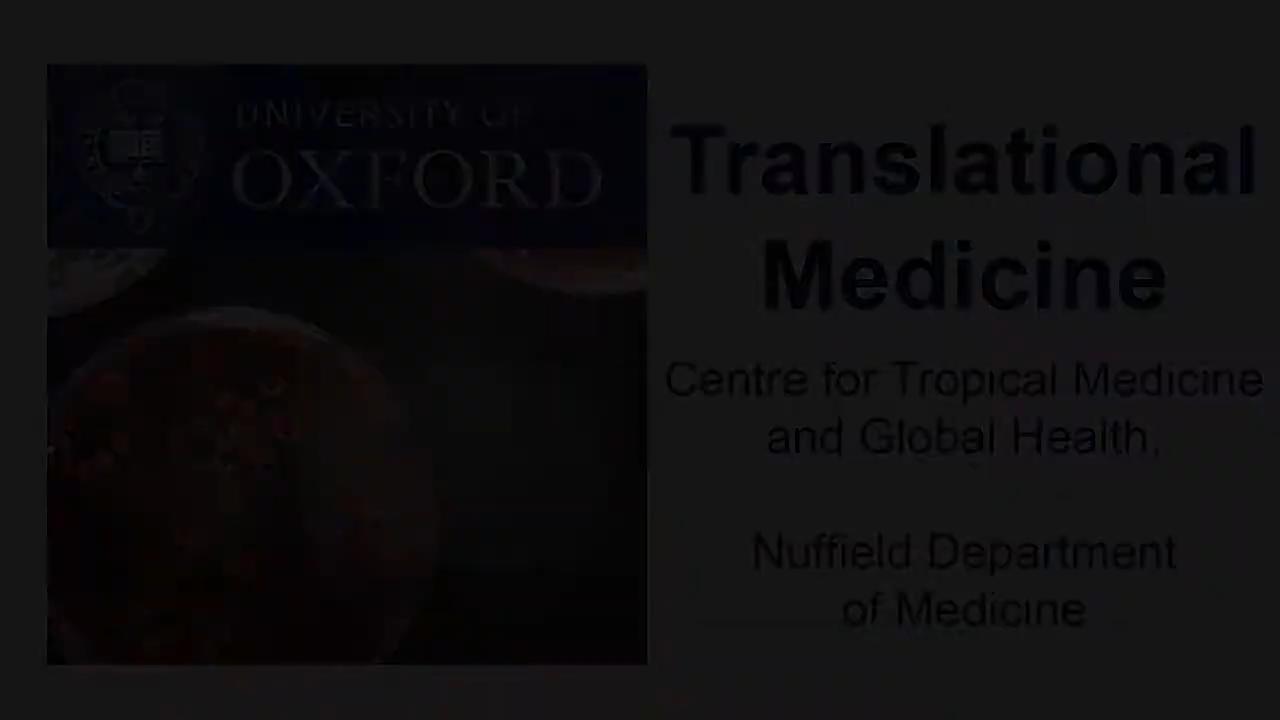 UNIVERSITY OF
OXFORD
Translational
Medicine
Centre for Tropical Medicine
and Global Health,
Nuffield Department
of Medicine